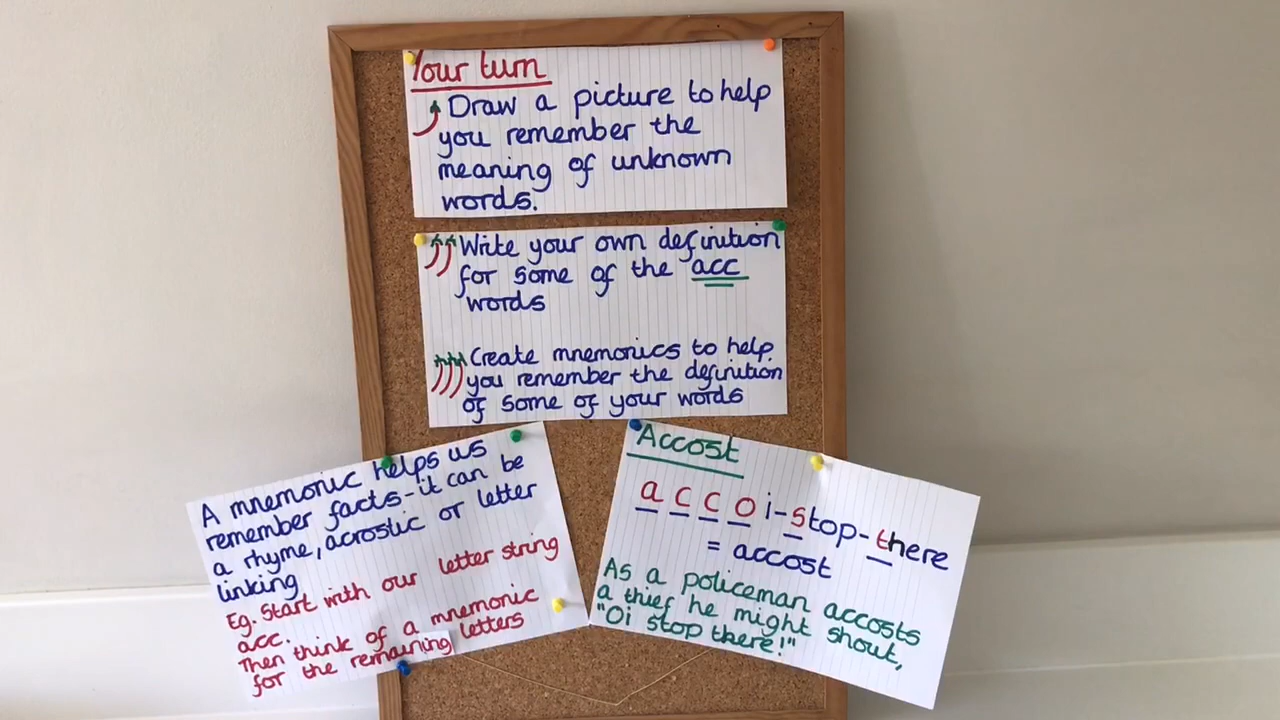 Your turn
Draw a picture to help
you remember the
meaning of unknown
words.
Write your own definition
for some of the acc
words
Create mnemonics to help
you remember the definition
of some of your words
A mnemonic helps us
remember facts-it can be
a rhyme, acrostic or letter
linking
Eg. Start with our letter string
acc.
Then think of a mnemonic
for the remaining letters
Accost
a c c o i-stop-there
= accost
As a policeman accosts
a thief he might shout,
"Oi stop there!"